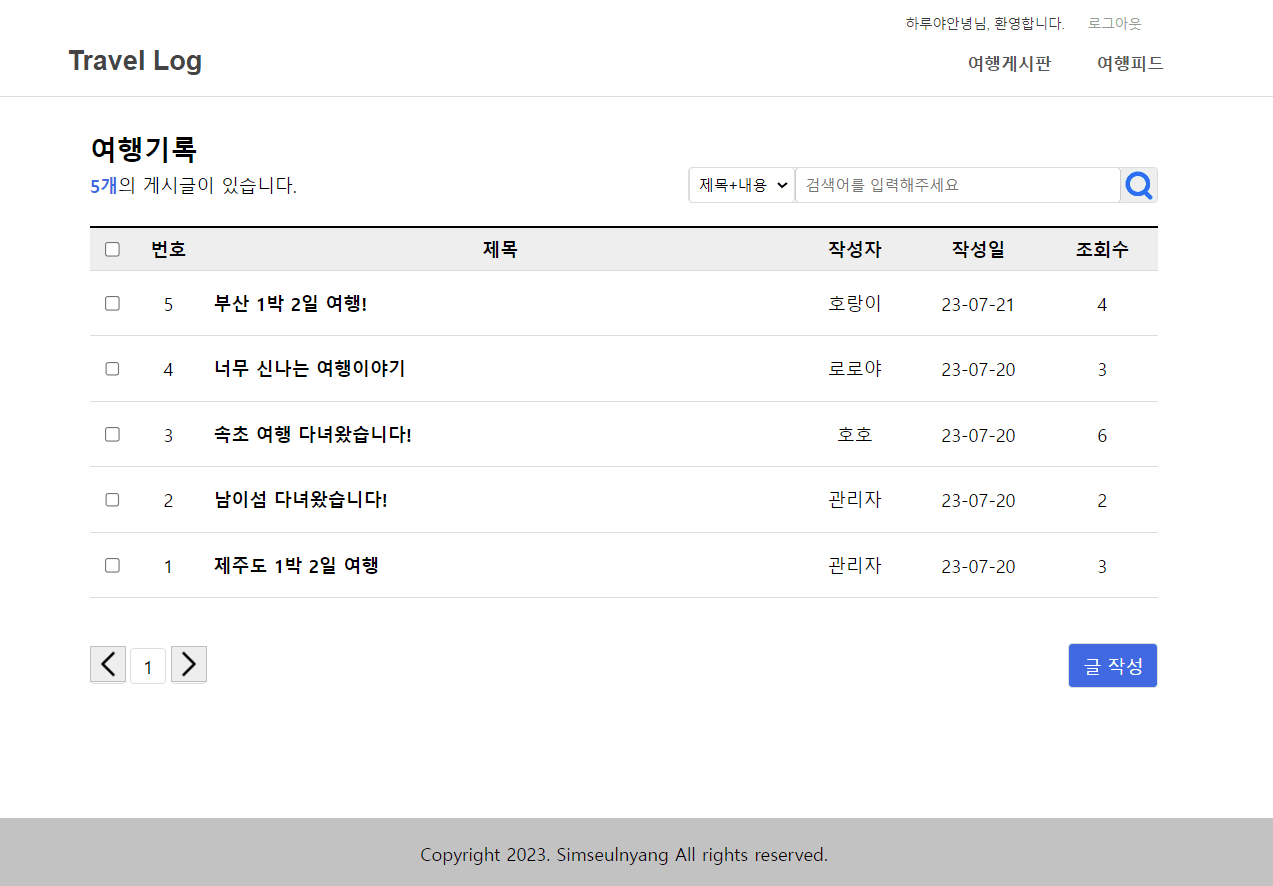 하루야안녕님, 환영합니다. 로그아웃
Travel Log 여행게시판 여행피드
여행기록
5개의 게시글이 있습니다.
제목+내용 검색어를 입력해주세요
번호 제목 작성자 작성일 조회수
5 부산 1박 2일 여행! 호랑이 23-07-21 4
4 너무 신나는 여행이야기 로로야 23-07-20 3
3 속초 여행 다녀왔습니다! 호호 23-07-20 6
2 남이섬 다녀왔습니다! 관리자 23-07-20 2
1 제주도 1박 2일 여행 관리자 23-07-20 3
1 글 작성
Copyright 2023. Simseulnyang All rights reserved.